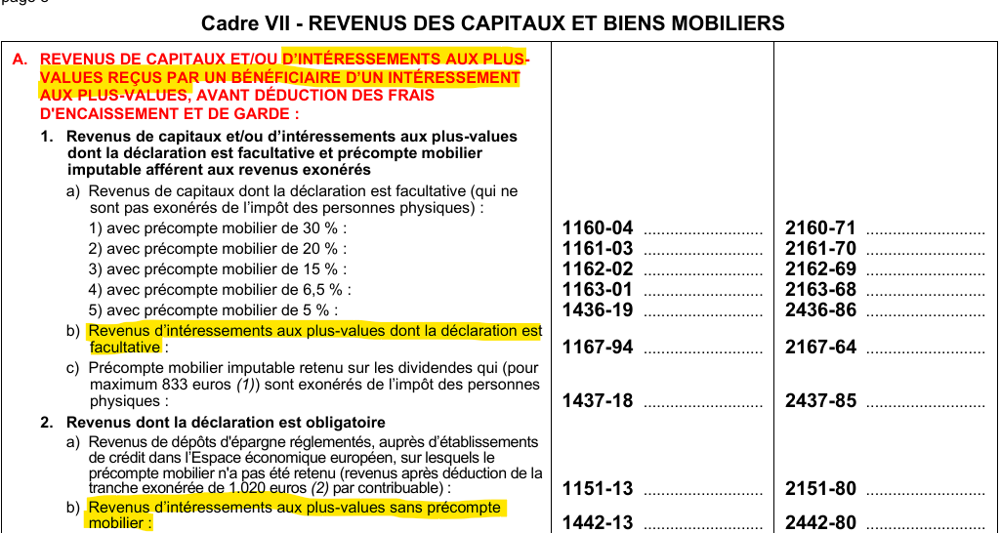 Cadre VII - REVENUS DES CAPITAUX ET BIENS MOBILIERS
A. REVENUS DE CAPITAUX ET/OU D'INTÉRESSEMENTS AUX PLUS-
VALUES REÇUS PAR UN BÉNÉFICIAIRE D'UN INTÉRESSEMENT
AUX PLUS-VALUES, AVANT DÉDUCTION DES FRAIS
D'ENCAISSEMENT ET DE GARDE :
1. Revenus de capitaux et/ou d'intéressements aux plus-values
dont la déclaration est facultative et précompte mobilier
imputable afférent aux revenus exonérés
a) Revenus de capitaux dont la déclaration est facultative (qui ne
sont pas exonérés de l'impôt des personnes physiques) :
1) avec précompte mobilier de 30 % : 1160-04 ........................... 2160-71 ...........................
2) avec précompte mobilier de 20 % : 1161-03 ........................... 2161-70 ...........................
3) avec précompte mobilier de 15 % : 1162-02 ........................... 2162-69 ...........................
4) avec précompte mobilier de 6,5 % : 1163-01 ........................... 2163-68 ...........................
5) avec précompte mobilier de 5 % : 1436-19 ........................... 2436-86 ...........................
b) Revenus d'intéressements aux plus-values dont la déclaration est
facultative : 1167-94 ........................... 2167-64 ...........................
c) Précompte mobilier imputable retenu sur les dividendes qui (pour
maximum 833 euros (1)) sont exonérés de l'impôt des personnes
physiques : 1437-18 ........................... 2437-85 ...........................
2. Revenus dont la déclaration est obligatoire
a) Revenus de dépôts d'épargne réglementés, auprès d'établissements
de crédit dans l'Espace économique européen, sur lesquels le
précompte mobilier n'a pas été retenu (revenus après déduction de la
tranche exonérée de 1.020 euros (2) par contribuable) : 1151-13 ........................... 2151-80 ...........................
b) Revenus d'intéressements aux plus-values sans précompte
mobilier : 1442-13 ........................... 2442-80 ...........................